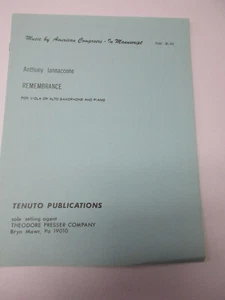 Music by American Composers - In Manuscript
Anthony Iannaccone
REMEMBRANCE
FOR VIOLA OR ALTO SAXOPHONE AND PIANO
TENUTO PUBLICATIONS
sole selling agent
THEODORE PRESSER COMPANY
Bryn Mawr, Pa 19010